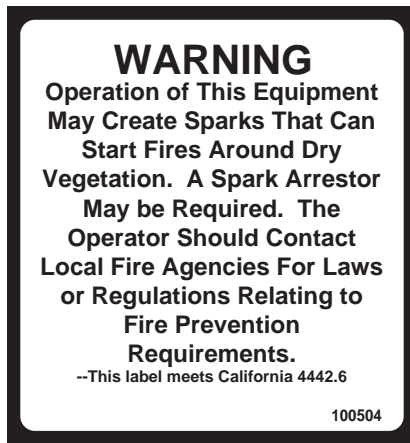 WARNING
Operation of This Equipment
May Create Sparks That Can
Start Fires Around Dry
Vegetation.  A Spark Arrestor
May be Required.  The
Operator Should Contact
Local Fire Agencies For Laws
or Regulations Relating to
Fire Prevention
Requirements.
--This label meets California 4442.6
100504